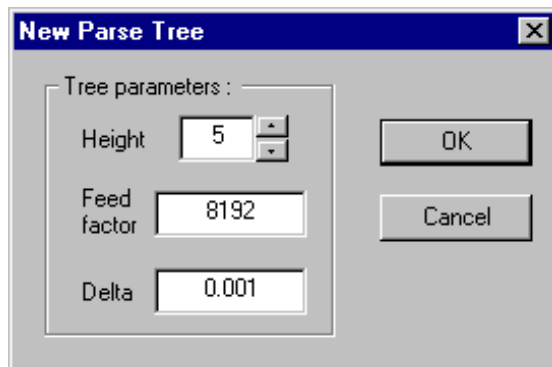 New Parse Tree
Tree parameters :
Height 5
OK
Feed
factor
8192
Cancel
Delta 0.001